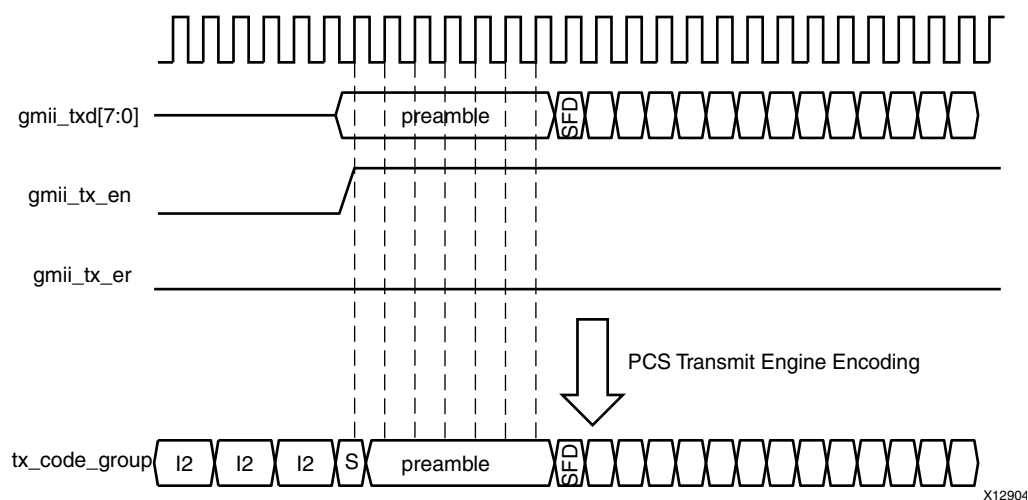 gmii_txd[7:0]
preamble
SFD
gmii_tx_en
gmii_tx_er
PCS Transmit Engine Encoding
tx_code_group
I2
I2
I2
S
preamble
SFD
X12904